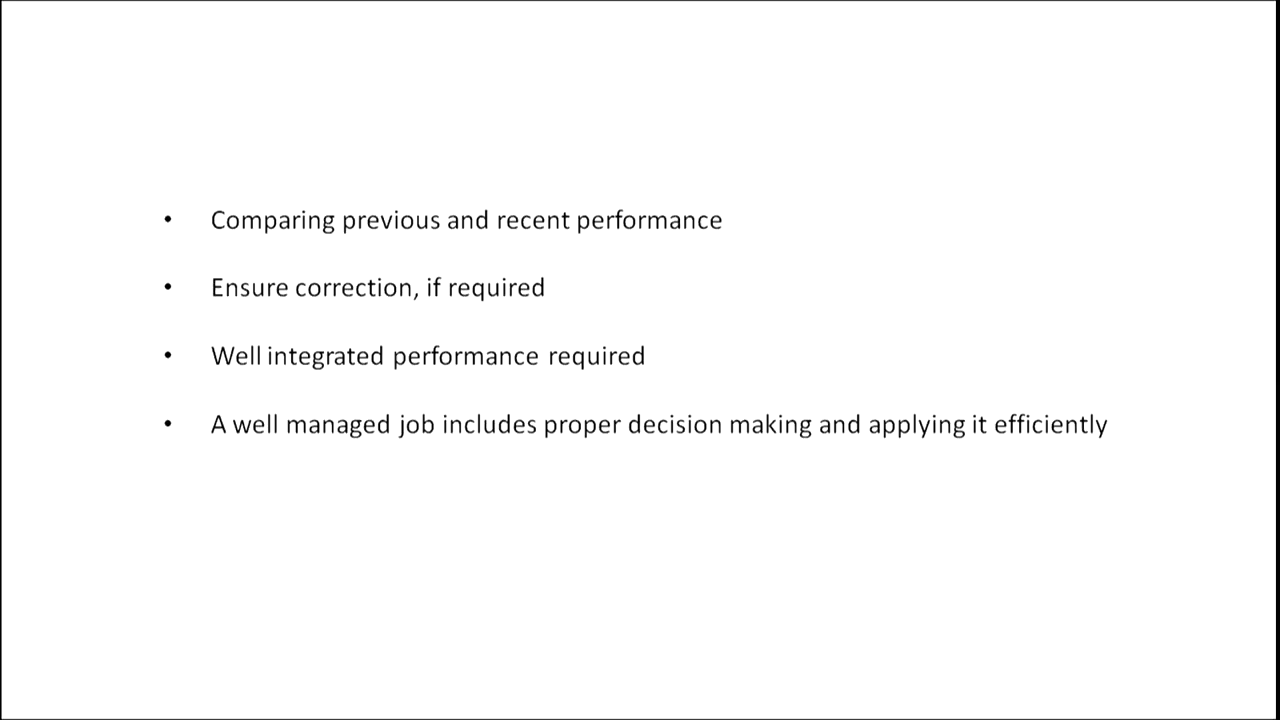 • Comparing previous and recent performance
• Ensure correction, if required
• Well integrated performance required
• A well managed job includes proper decision making and applying it efficiently